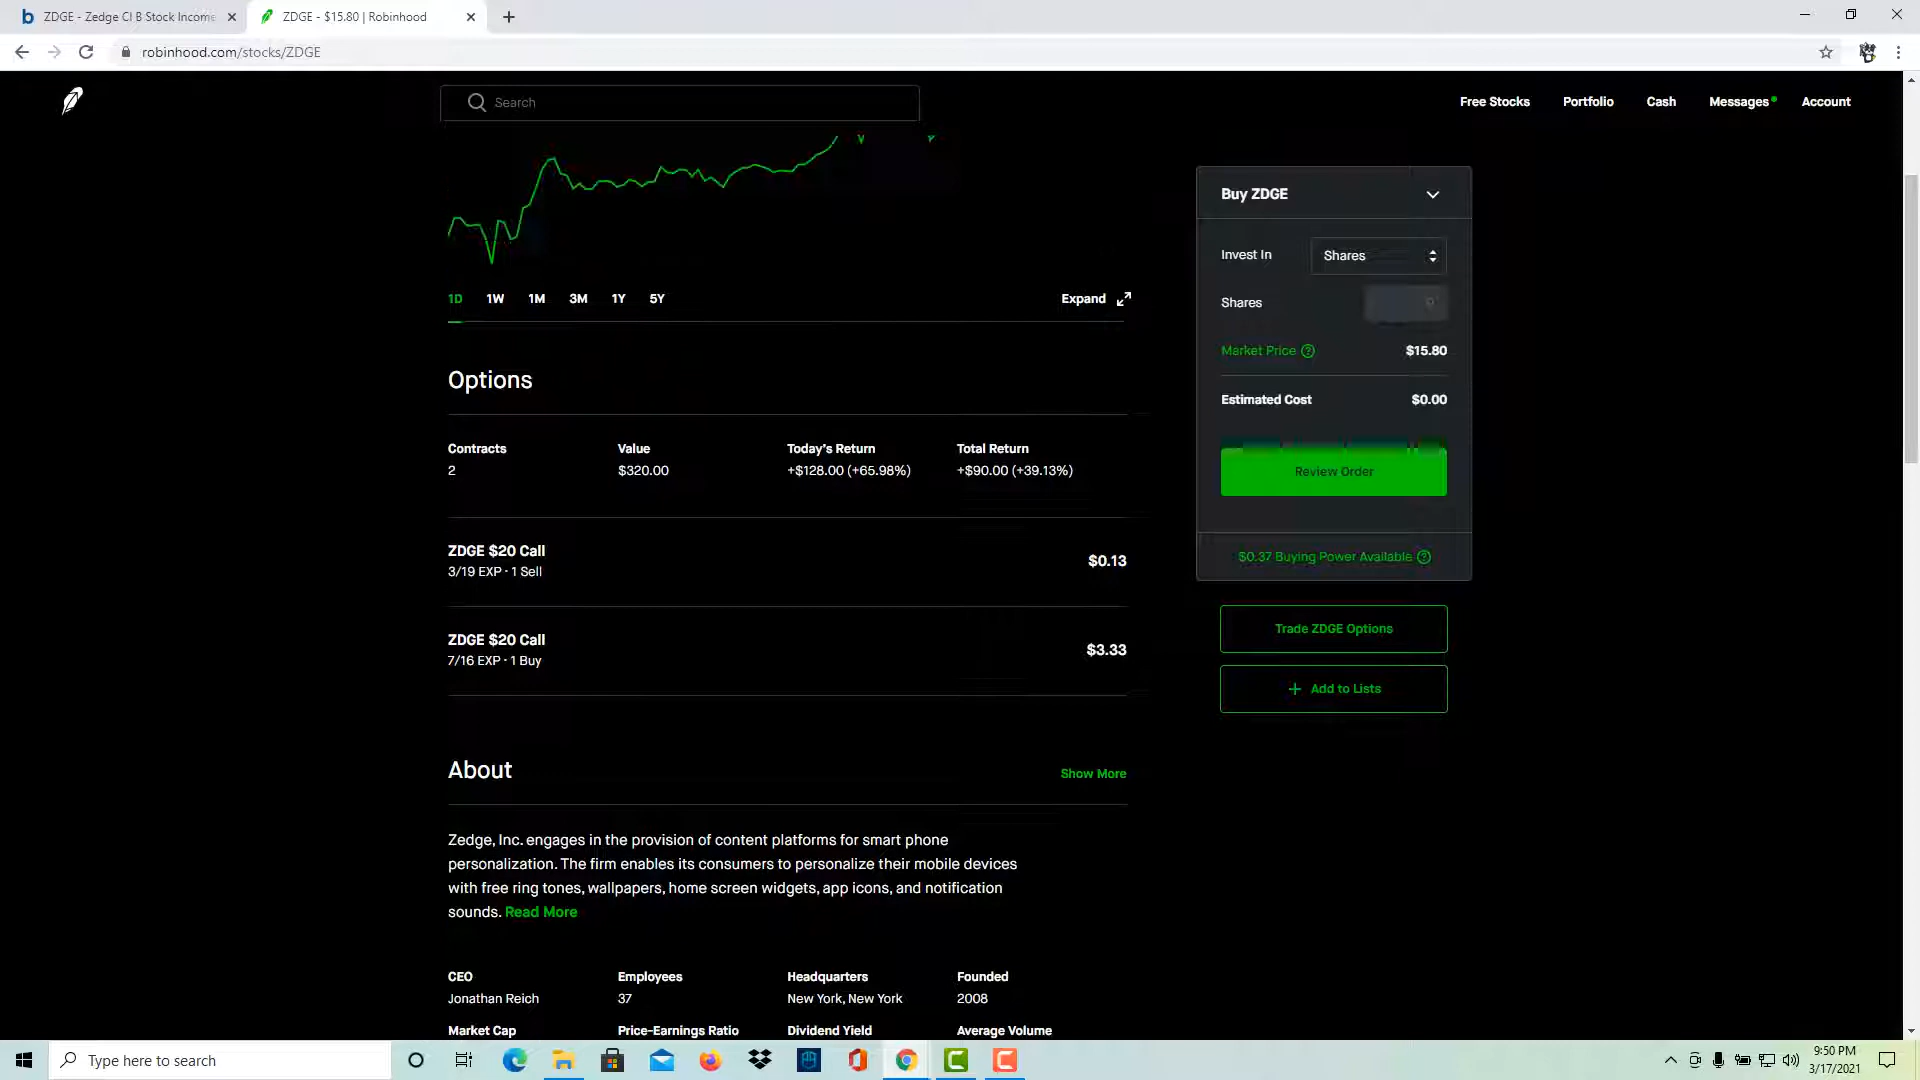 ZDGE - Zedge Cl B Stock Income
ZDGE - $15.80 | Robinhood
robinhood.com/stocks/ZDGE
Search
Free Stocks
Portfolio
Cash
Messages
Account
Buy ZDGE
Invest In
Shares
Shares
Market Price
$15.80
Estimated Cost
$0.00
Review Order
$0.37 Buying Power Available
Trade ZDGE Options
Add to Lists
1D 1W 1M 3M 1Y 5Y
Expand
Options
Contracts
2
Value
$320.00
Today's Return
+$128.00 (+65.98%)
Total Return
+$90.00 (+39.13%)
ZDGE $20 Call
3/19 EXP · 1 Sell
$0.13
ZDGE $20 Call
7/16 EXP · 1 Buy
$3.33
About
Show More
Zedge, Inc. engages in the provision of content platforms for smart phone
personalization. The firm enables its consumers to personalize their mobile devices
with free ring tones, wallpapers, home screen widgets, app icons, and notification
sounds. Read More
CEO
Jonathan Reich
Employees
37
Headquarters
New York, New York
Founded
2008
Market Cap
Price-Earnings Ratio
Dividend Yield
Average Volume
Type here to search
9:50 PM
3/17/2021